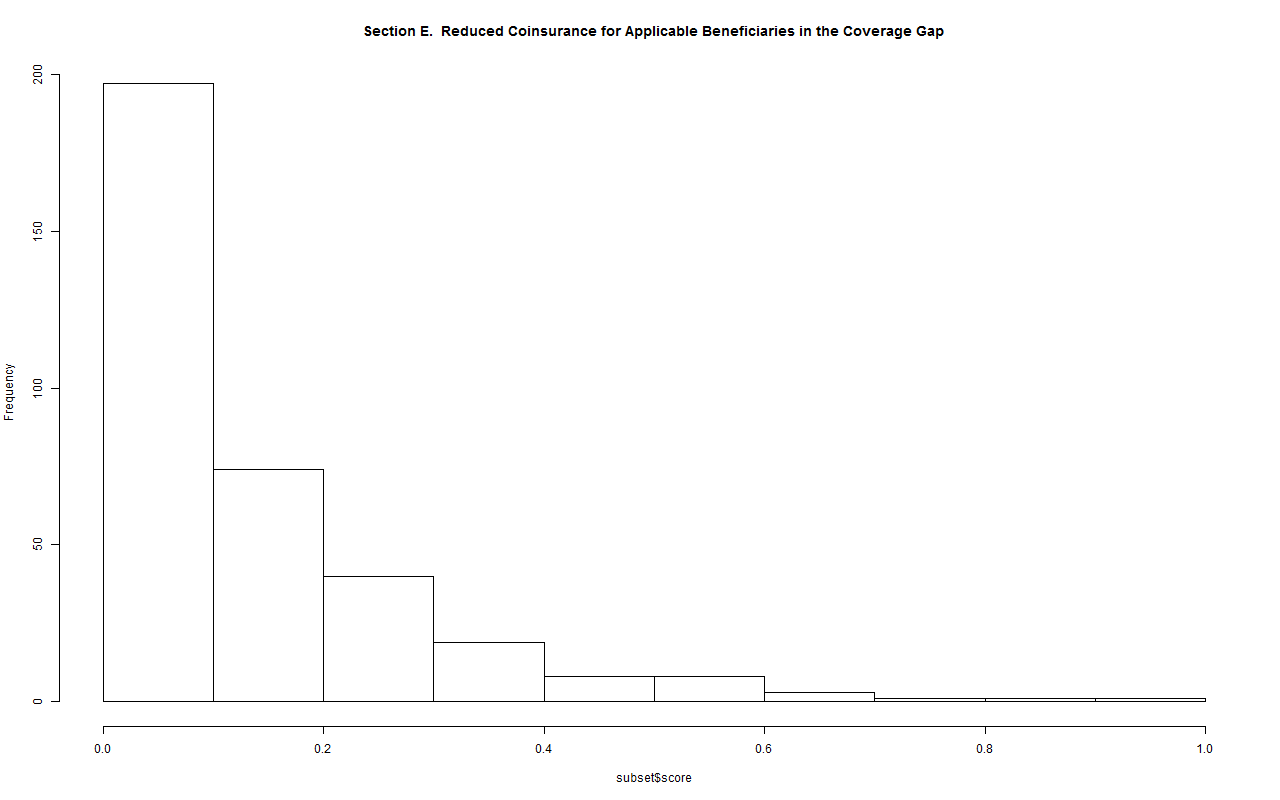 Section E.  Reduced Coinsurance for Applicable Beneficiaries in the Coverage Gap
200
150
100
50
0
Frequency
0.0 0.2 0.4 0.6 0.8 1.0
subset$score